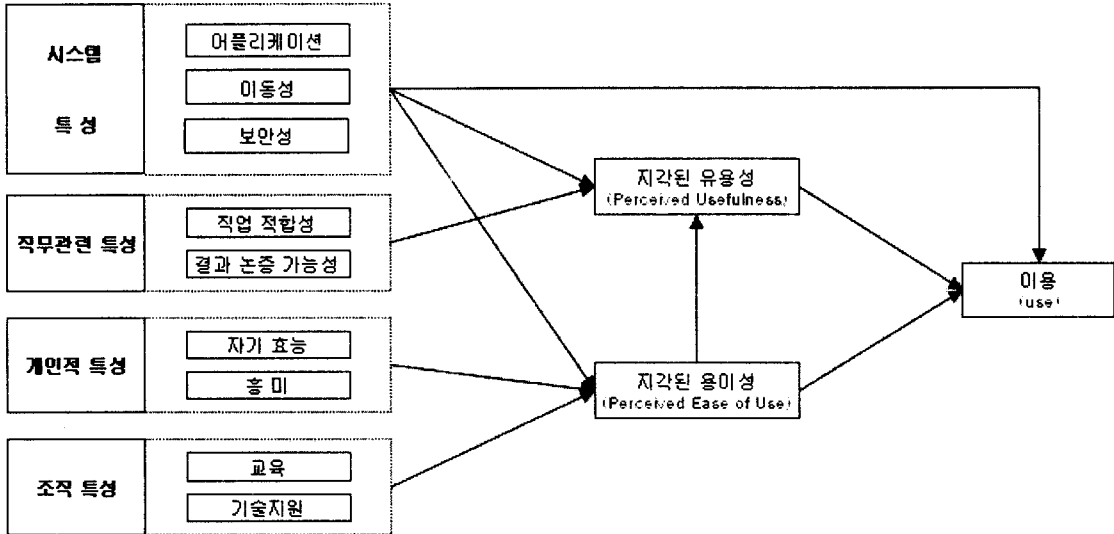 시스템
특 성
어플리케이션
이동성
보안성
직무관련 특성
직업 적합성
결과 논증 가능성
개인적 특성
자기 효능
흥 미
조직 특성
교육
기술지원
지각된 유용성
(Perceived Usefulness)
지각된 용이성
(Perceived Ease of Use)
이용
(use)